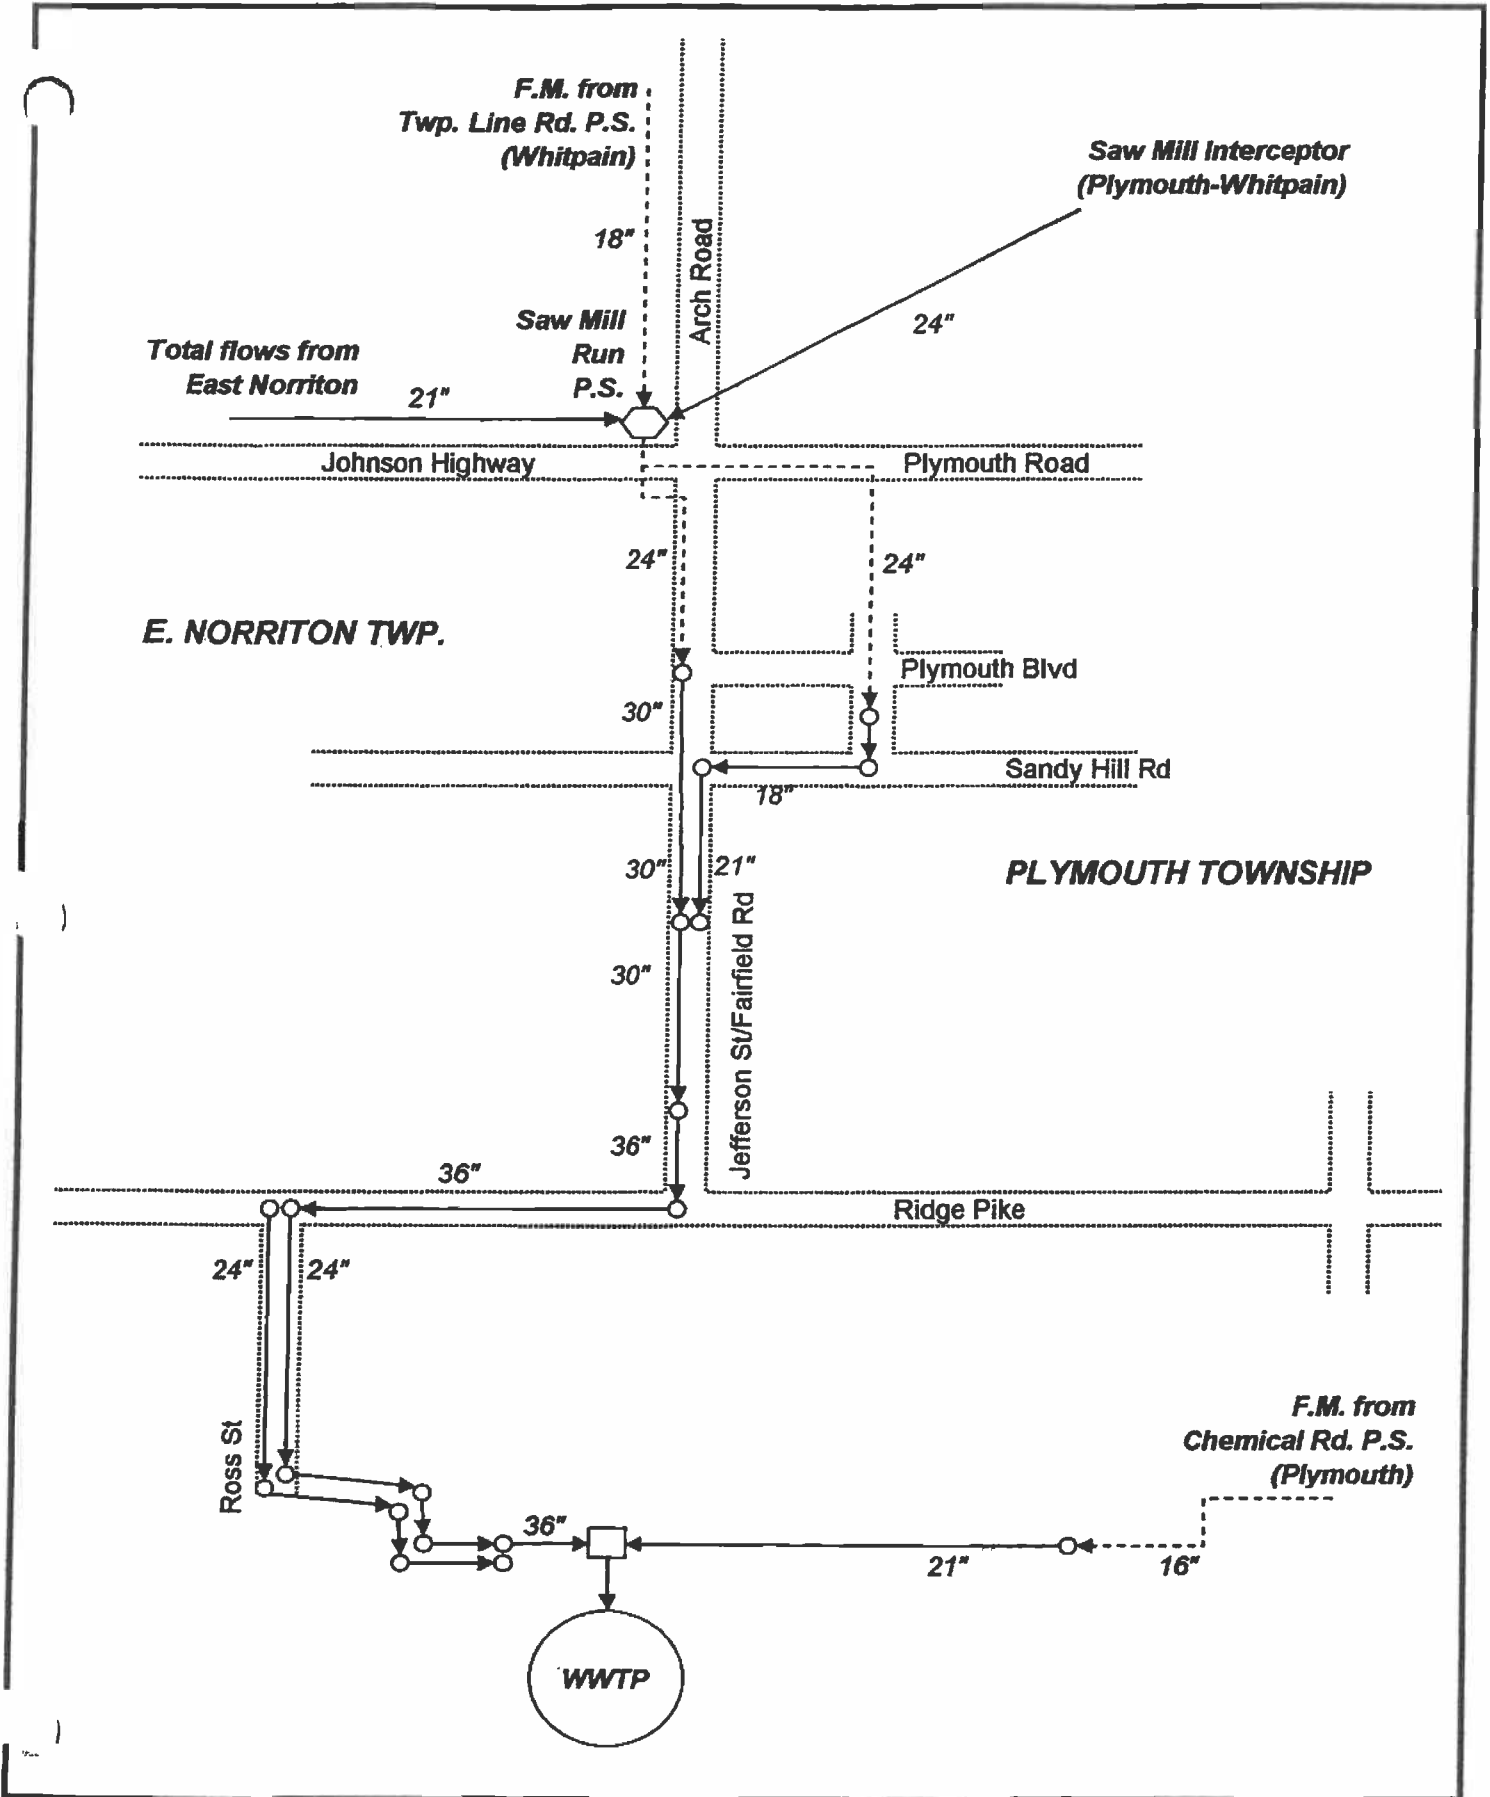 F.M. from
Twp. Line Rd. P.S.
(Whitpain)
Saw Mill Interceptor
(Plymouth-Whitpain)
18"
Arch Road
24"
Saw Mill
Run
P.S.
Total flows from
East Norriton
21"
Johnson Highway
Plymouth Road
24"
24"
E. NORRITON TWP.
Plymouth Blvd
30"
Sandy Hill Rd
18"
30"
21"
PLYMOUTH TOWNSHIP
30"
Jefferson St/Fairfield Rd
36"
36"
Ridge Pike
24"
24"
Ross St
F.M. from
Chemical Rd. P.S.
(Plymouth)
36"
21"
16"
WWTP